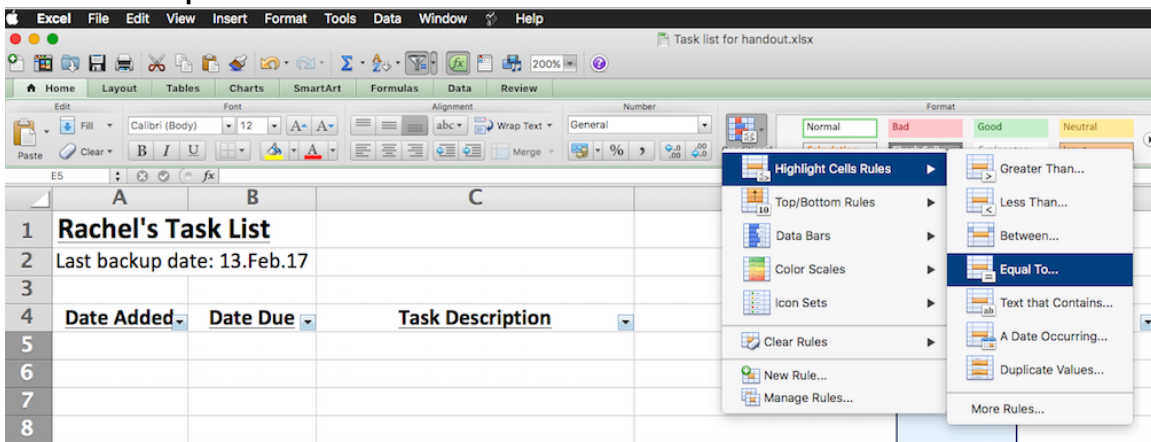 Excel File Edit View Insert Format Tools Data Window Help
Task list for handout.xlsx
200%
Home Layout Tables Charts SmartArt Formulas Data Review
Edit Font Alignment Number Format
Fill Calibri (Body) 12 A A abc Wrap Text General Normal Bad Good Neutral
Paste Clear B I U A Merge % , .0 .00 .00 .0
E5 fx
Highlight Cells Rules
Top/Bottom Rules
Data Bars
Color Scales
Icon Sets
Clear Rules
New Rule...
Manage Rules...
Greater Than...
Less Than...
Between...
Equal To...
Text that Contains...
A Date Occurring...
Duplicate Values...
More Rules...
A B C
1 Rachel's Task List
2 Last backup date: 13.Feb.17
3
4 Date Added Date Due Task Description
5
6
7
8